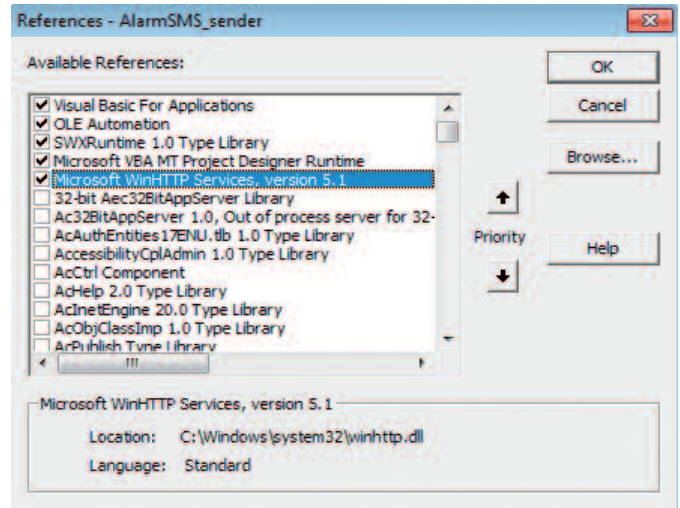 References - AlarmSMS_sender
Available References:
Visual Basic For Applications
OLE Automation
SWXRuntime 1.0 Type Library
Microsoft VBA MT Project Designer Runtime
Microsoft WinHTTP Services, version 5.1
32-bit Aec32BitAppServer Library
Ac32BitAppServer 1.0, Out of process server for 32-
AcAuthEntities17ENU.tlb 1.0 Type Library
AccessibilityCplAdmin 1.0 Type Library
AcCtrl Component
AcHelp 2.0 Type Library
AcInetEngine 20.0 Type Library
AcObjClassImp 1.0 Type Library
AcPublish Type Library
OK
Cancel
Browse...
Priority
Help
Microsoft WinHTTP Services, version 5.1
Location: C:\Windows\system32\winhttp.dll
Language: Standard